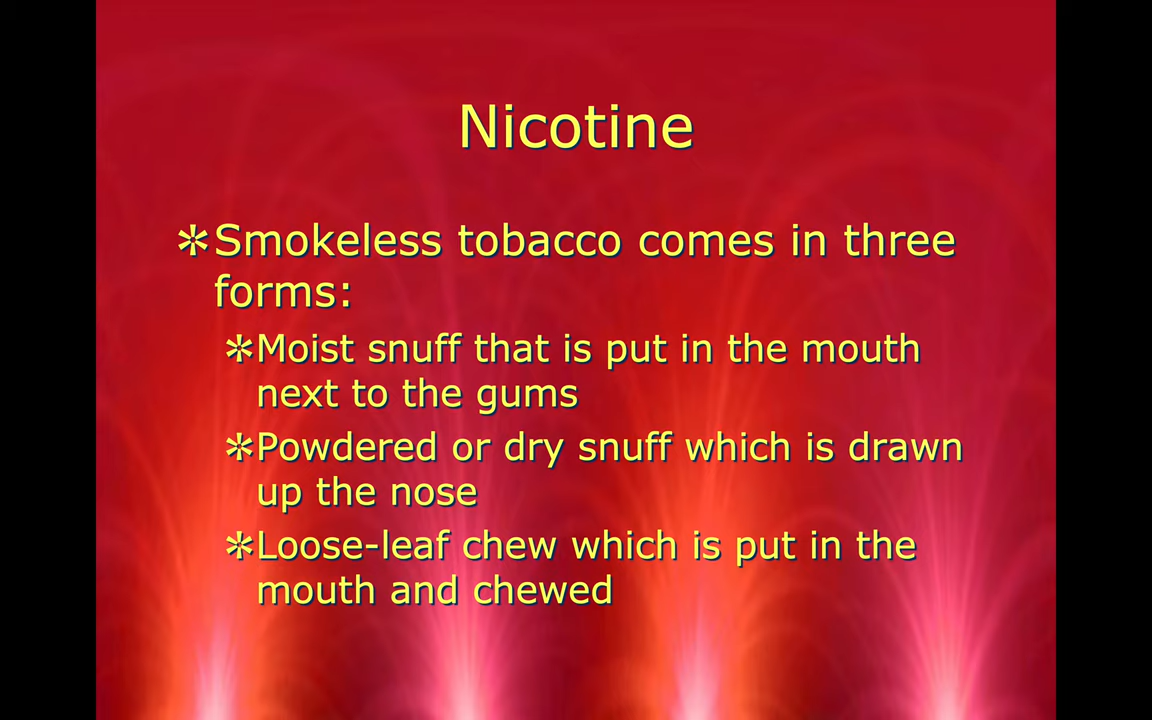 Nicotine
✲Smokeless tobacco comes in three
forms:
✲Moist snuff that is put in the mouth
next to the gums
✲Powdered or dry snuff which is drawn
up the nose
✲Loose-leaf chew which is put in the
mouth and chewed